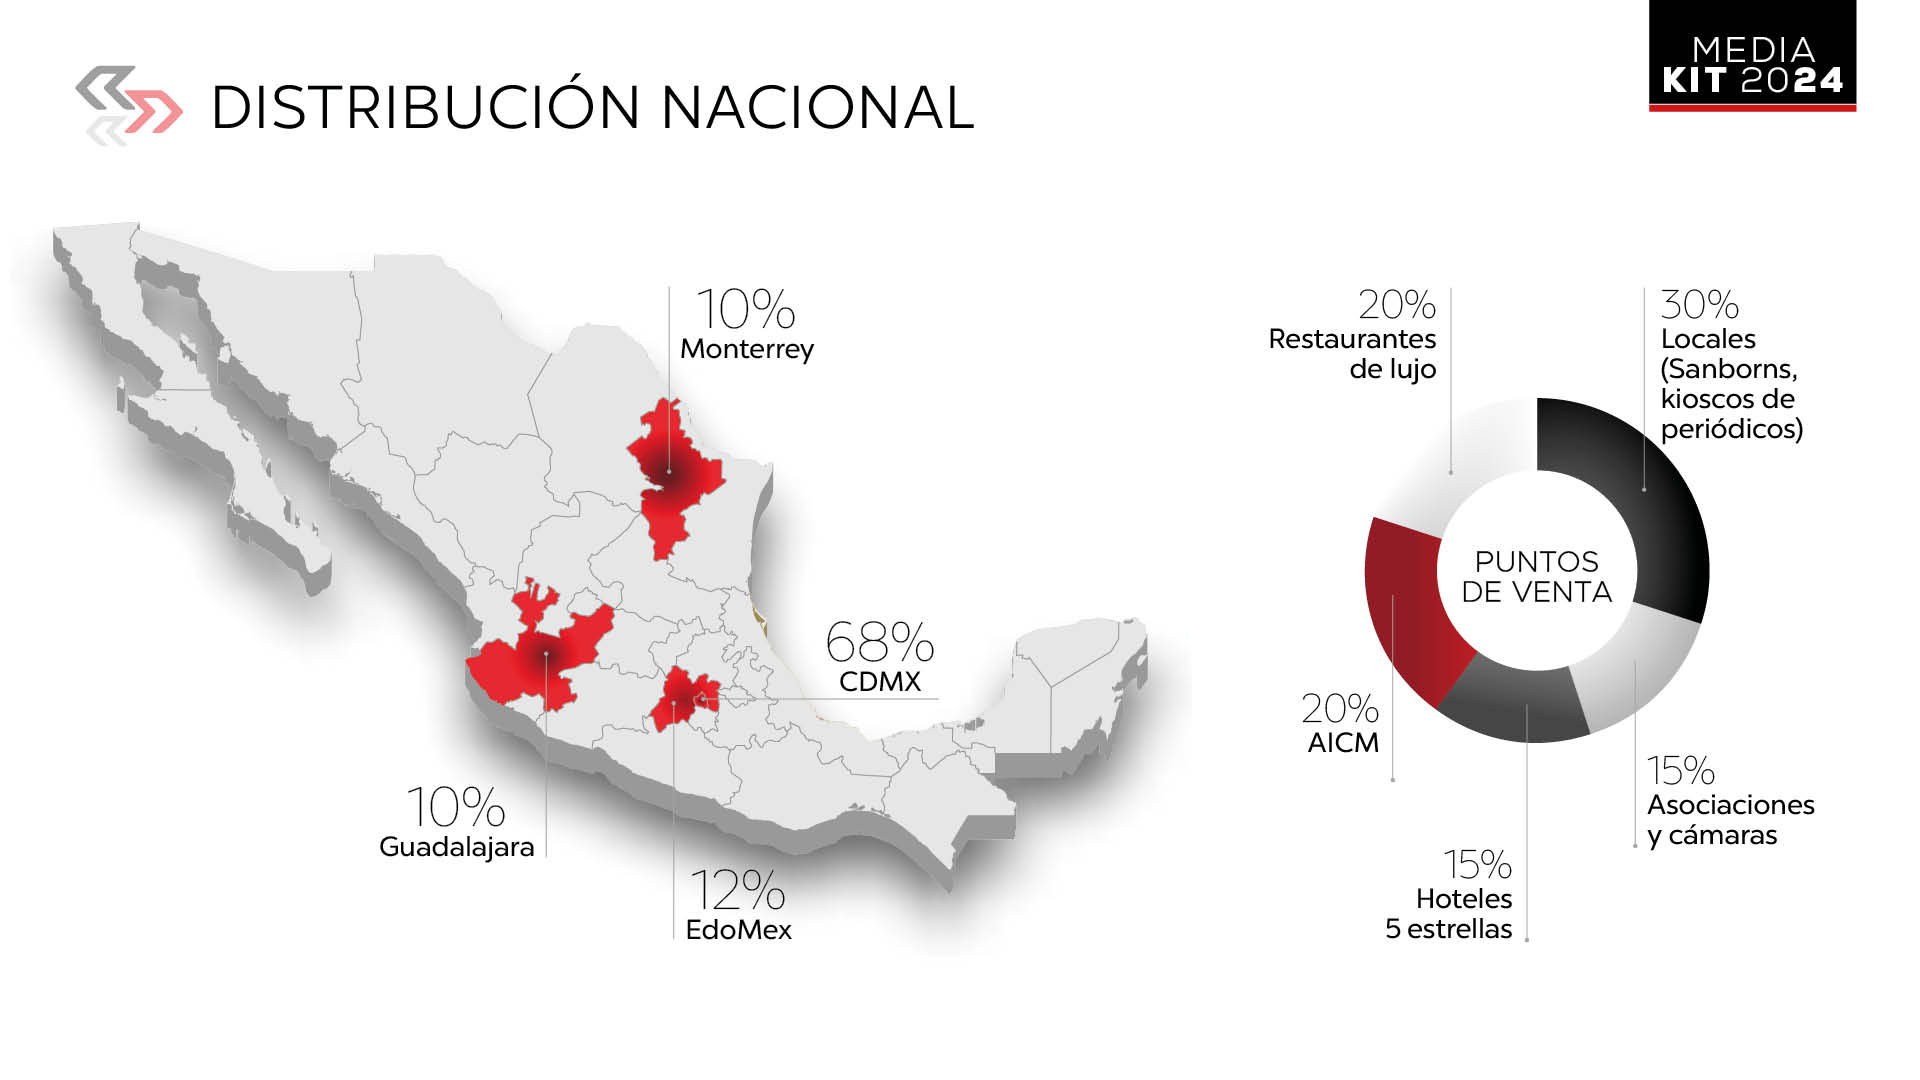 MEDIA
KIT 2024
DISTRIBUCIÓN NACIONAL
10%
Monterrey
68%
CDMX
10%
Guadalajara
12%
EdoMex
20%
Restaurantes
de lujo
30%
Locales
(Sanborns,
kioscos de
periódicos)
PUNTOS
DE VENTA
20%
AICM
15%
Asociaciones
y cámaras
15%
Hoteles
5 estrellas